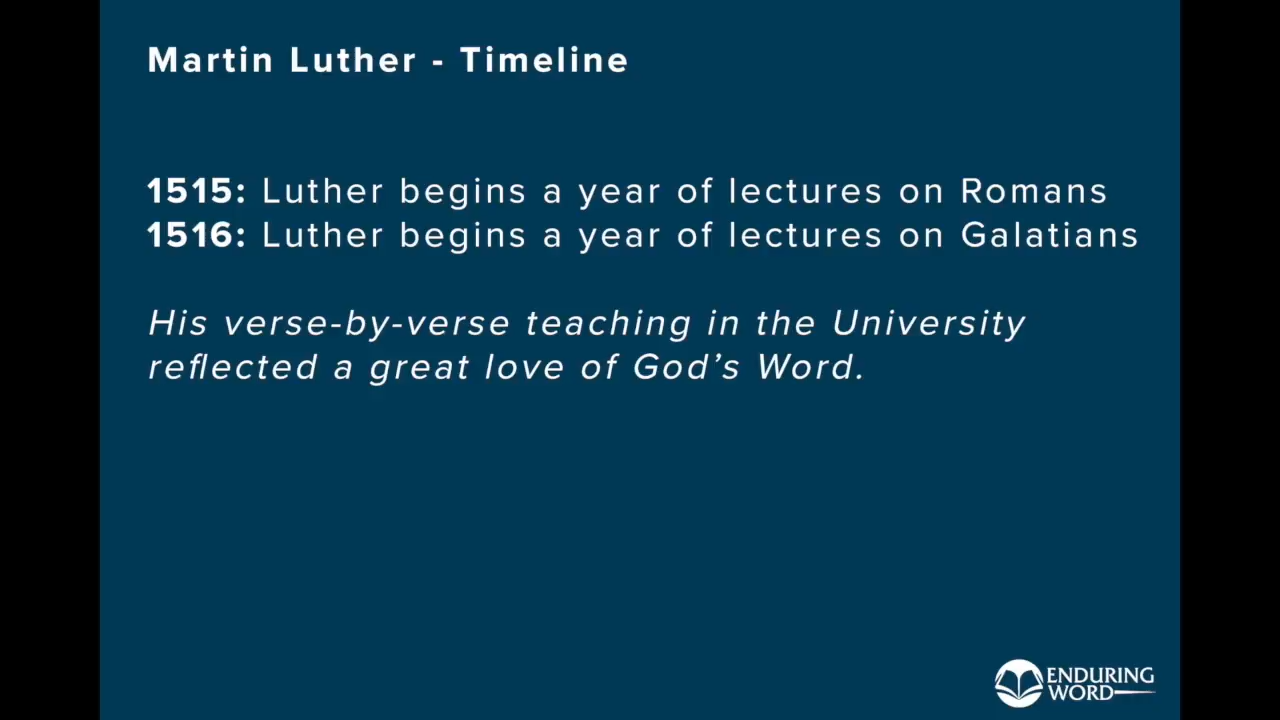 Martin Luther - Timeline
1515: Luther begins a year of lectures on Romans
1516: Luther begins a year of lectures on Galatians
His verse-by-verse teaching in the University
reflected a great love of God’s Word.
ENDURING
WORD